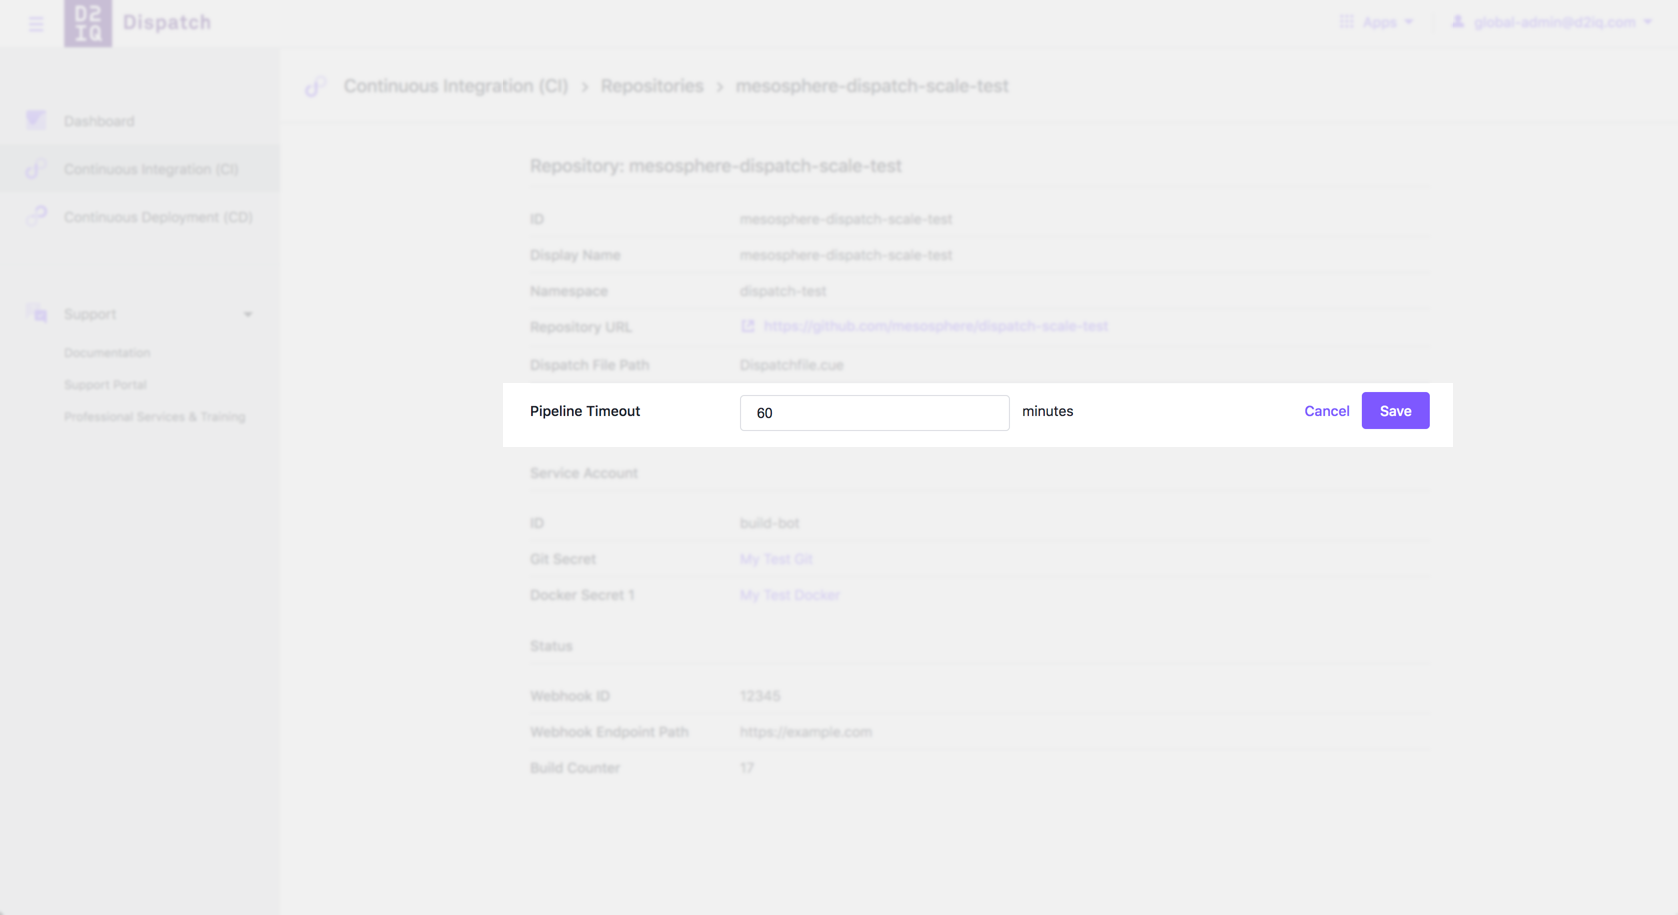 D2
IQ
Dispatch
Apps
global-admin@d2iq.com
Continuous Integration (CI) > Repositories > mesosphere-dispatch-scale-test
Dashboard
Continuous Integration (CI)
Continuous Deployment (CD)
Support
Documentation
Support Portal
Professional Services & Training
Repository: mesosphere-dispatch-scale-test
ID mesosphere-dispatch-scale-test
Display Name mesosphere-dispatch-scale-test
Namespace dispatch-test
Repository URL https://github.com/mesosphere/dispatch-scale-test
Dispatch File Path Dispatchfile.cue
Pipeline Timeout 60 minutes Cancel Save
Service Account
ID build-bot
Git Secret My Test Git
Docker Secret 1 My Test Docker
Status
Webhook ID 12345
Webhook Endpoint Path https://example.com
Build Counter 17